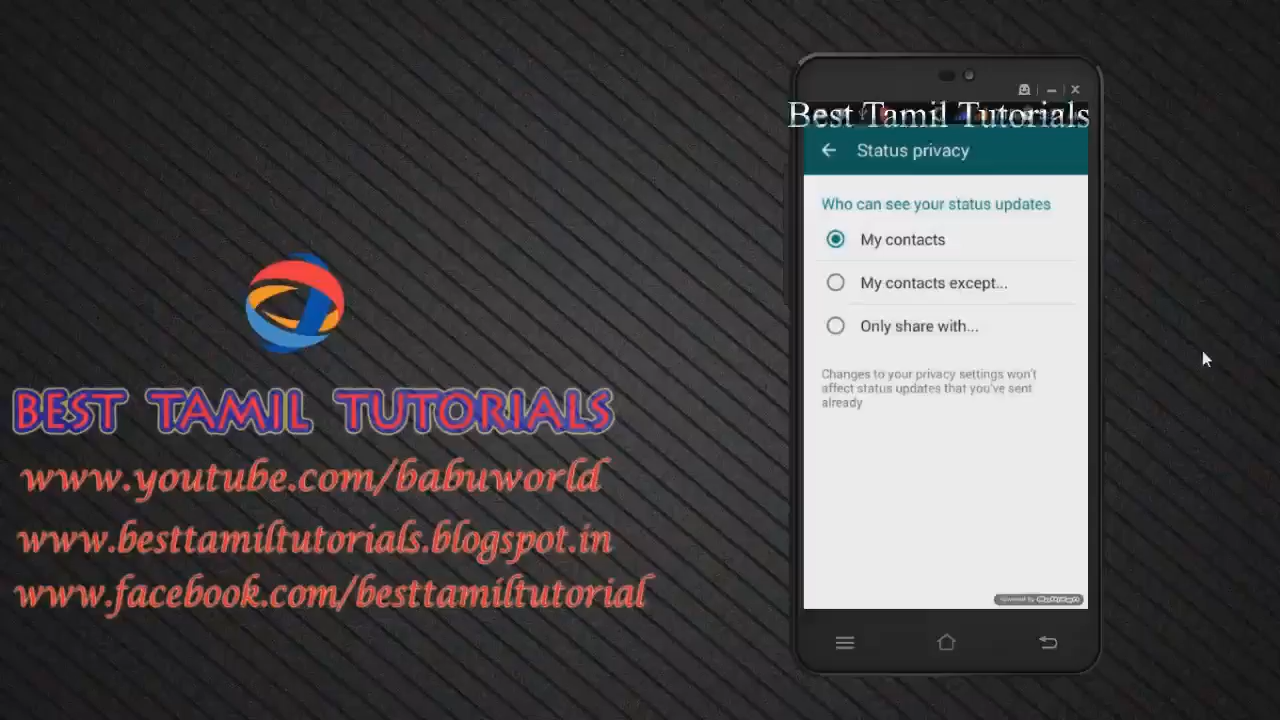 BEST TAMIL TUTORIALS
www.youtube.com/babuworld
www.besttamiltutorials.blogspot.in
www.facebook.com/besttamiltutorial
Best Tamil Tutorials
Status privacy
Who can see your status updates
My contacts
My contacts except...
Only share with...
Changes to your privacy settings won't
affect status updates that you've sent
already